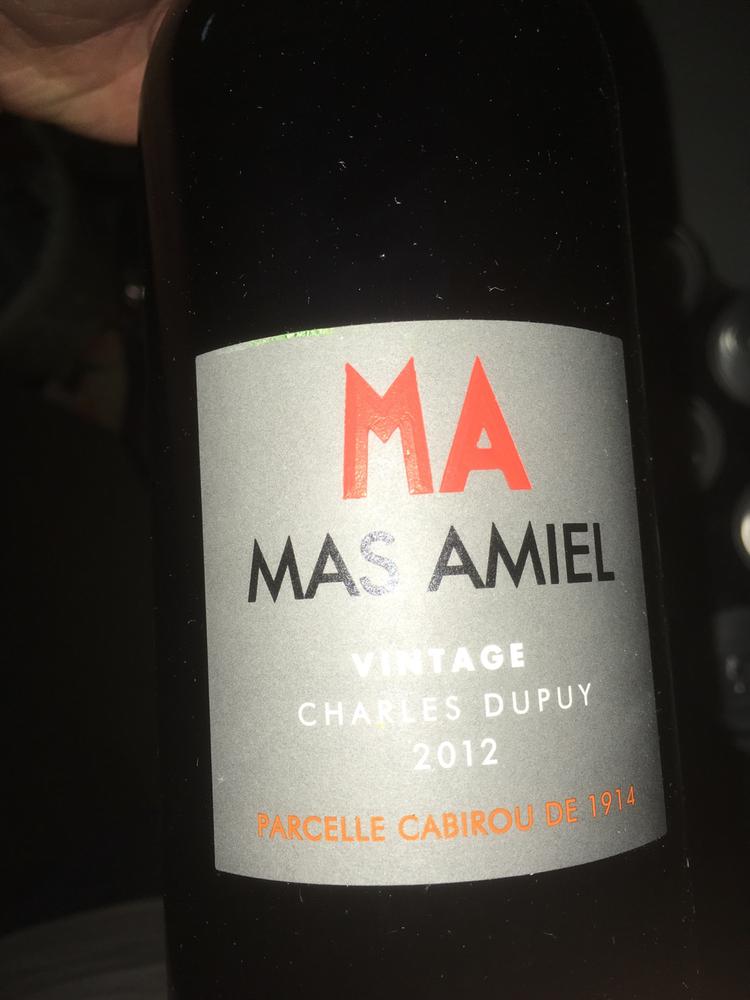 MA
MAS AMIEL
VINTAGE
CHARLES DUPUY
2012
PARCELLE CABIROU DE 1914